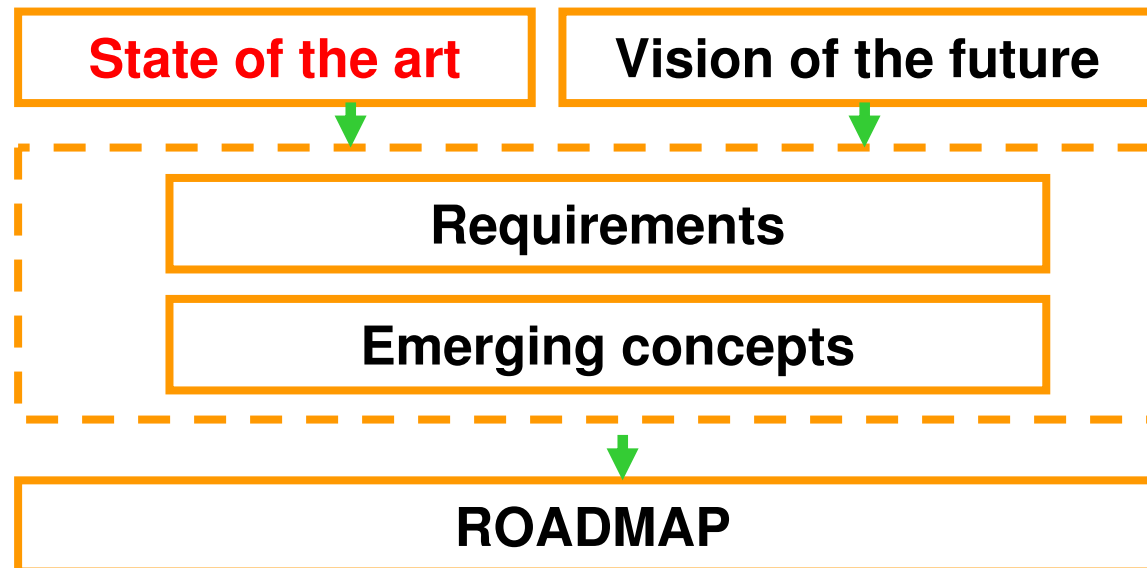 State of the art
Vision of the future
Requirements
Emerging concepts
ROADMAP